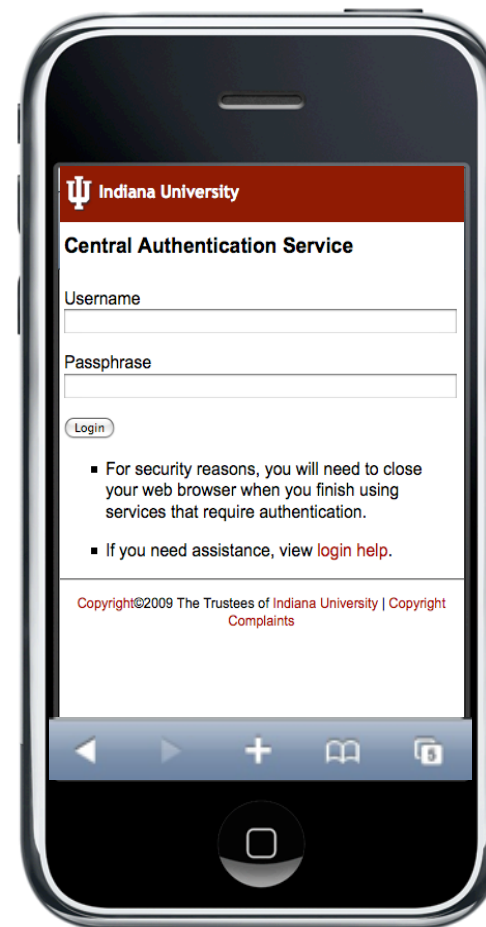 Indiana University
Central Authentication Service
Username
Passphrase
Login
For security reasons, you will need to close
your web browser when you finish using
services that require authentication.
If you need assistance, view login help.
Copyright©2009 The Trustees of Indiana University | Copyright
Complaints
5